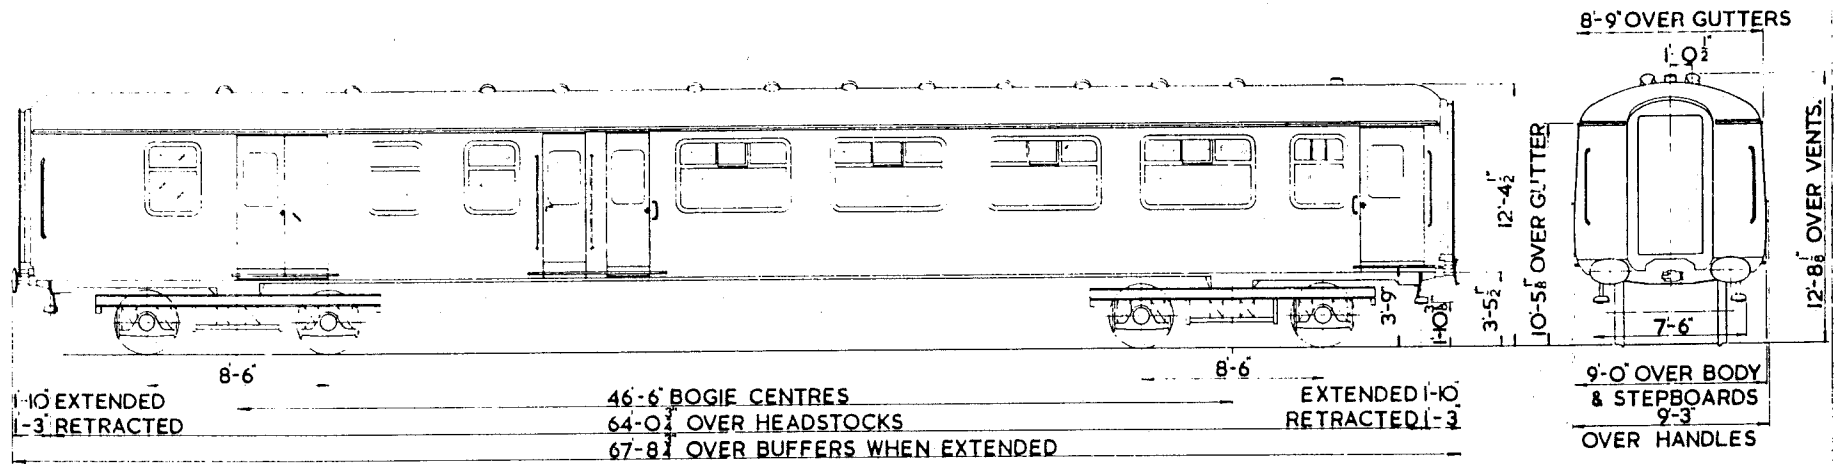 8'-9" OVER GUTTERS
1'-0½"
12'-4½"
10'-5⅛" OVER GUTTER
12'-8⅛" OVER VENTS.
3'-9"
3'-5½"
7'-6"
8'-6"
8'-6"
1'-10" EXTENDED
1'-3" RETRACTED
46'-6" BOGIE CENTRES
64'-0¾" OVER HEADSTOCKS
67'-8¾" OVER BUFFERS WHEN EXTENDED
EXTENDED 1'-10"
RETRACTED 1'-3"
9'-0" OVER BODY
& STEPBOARDS
9'-3"
OVER HANDLES